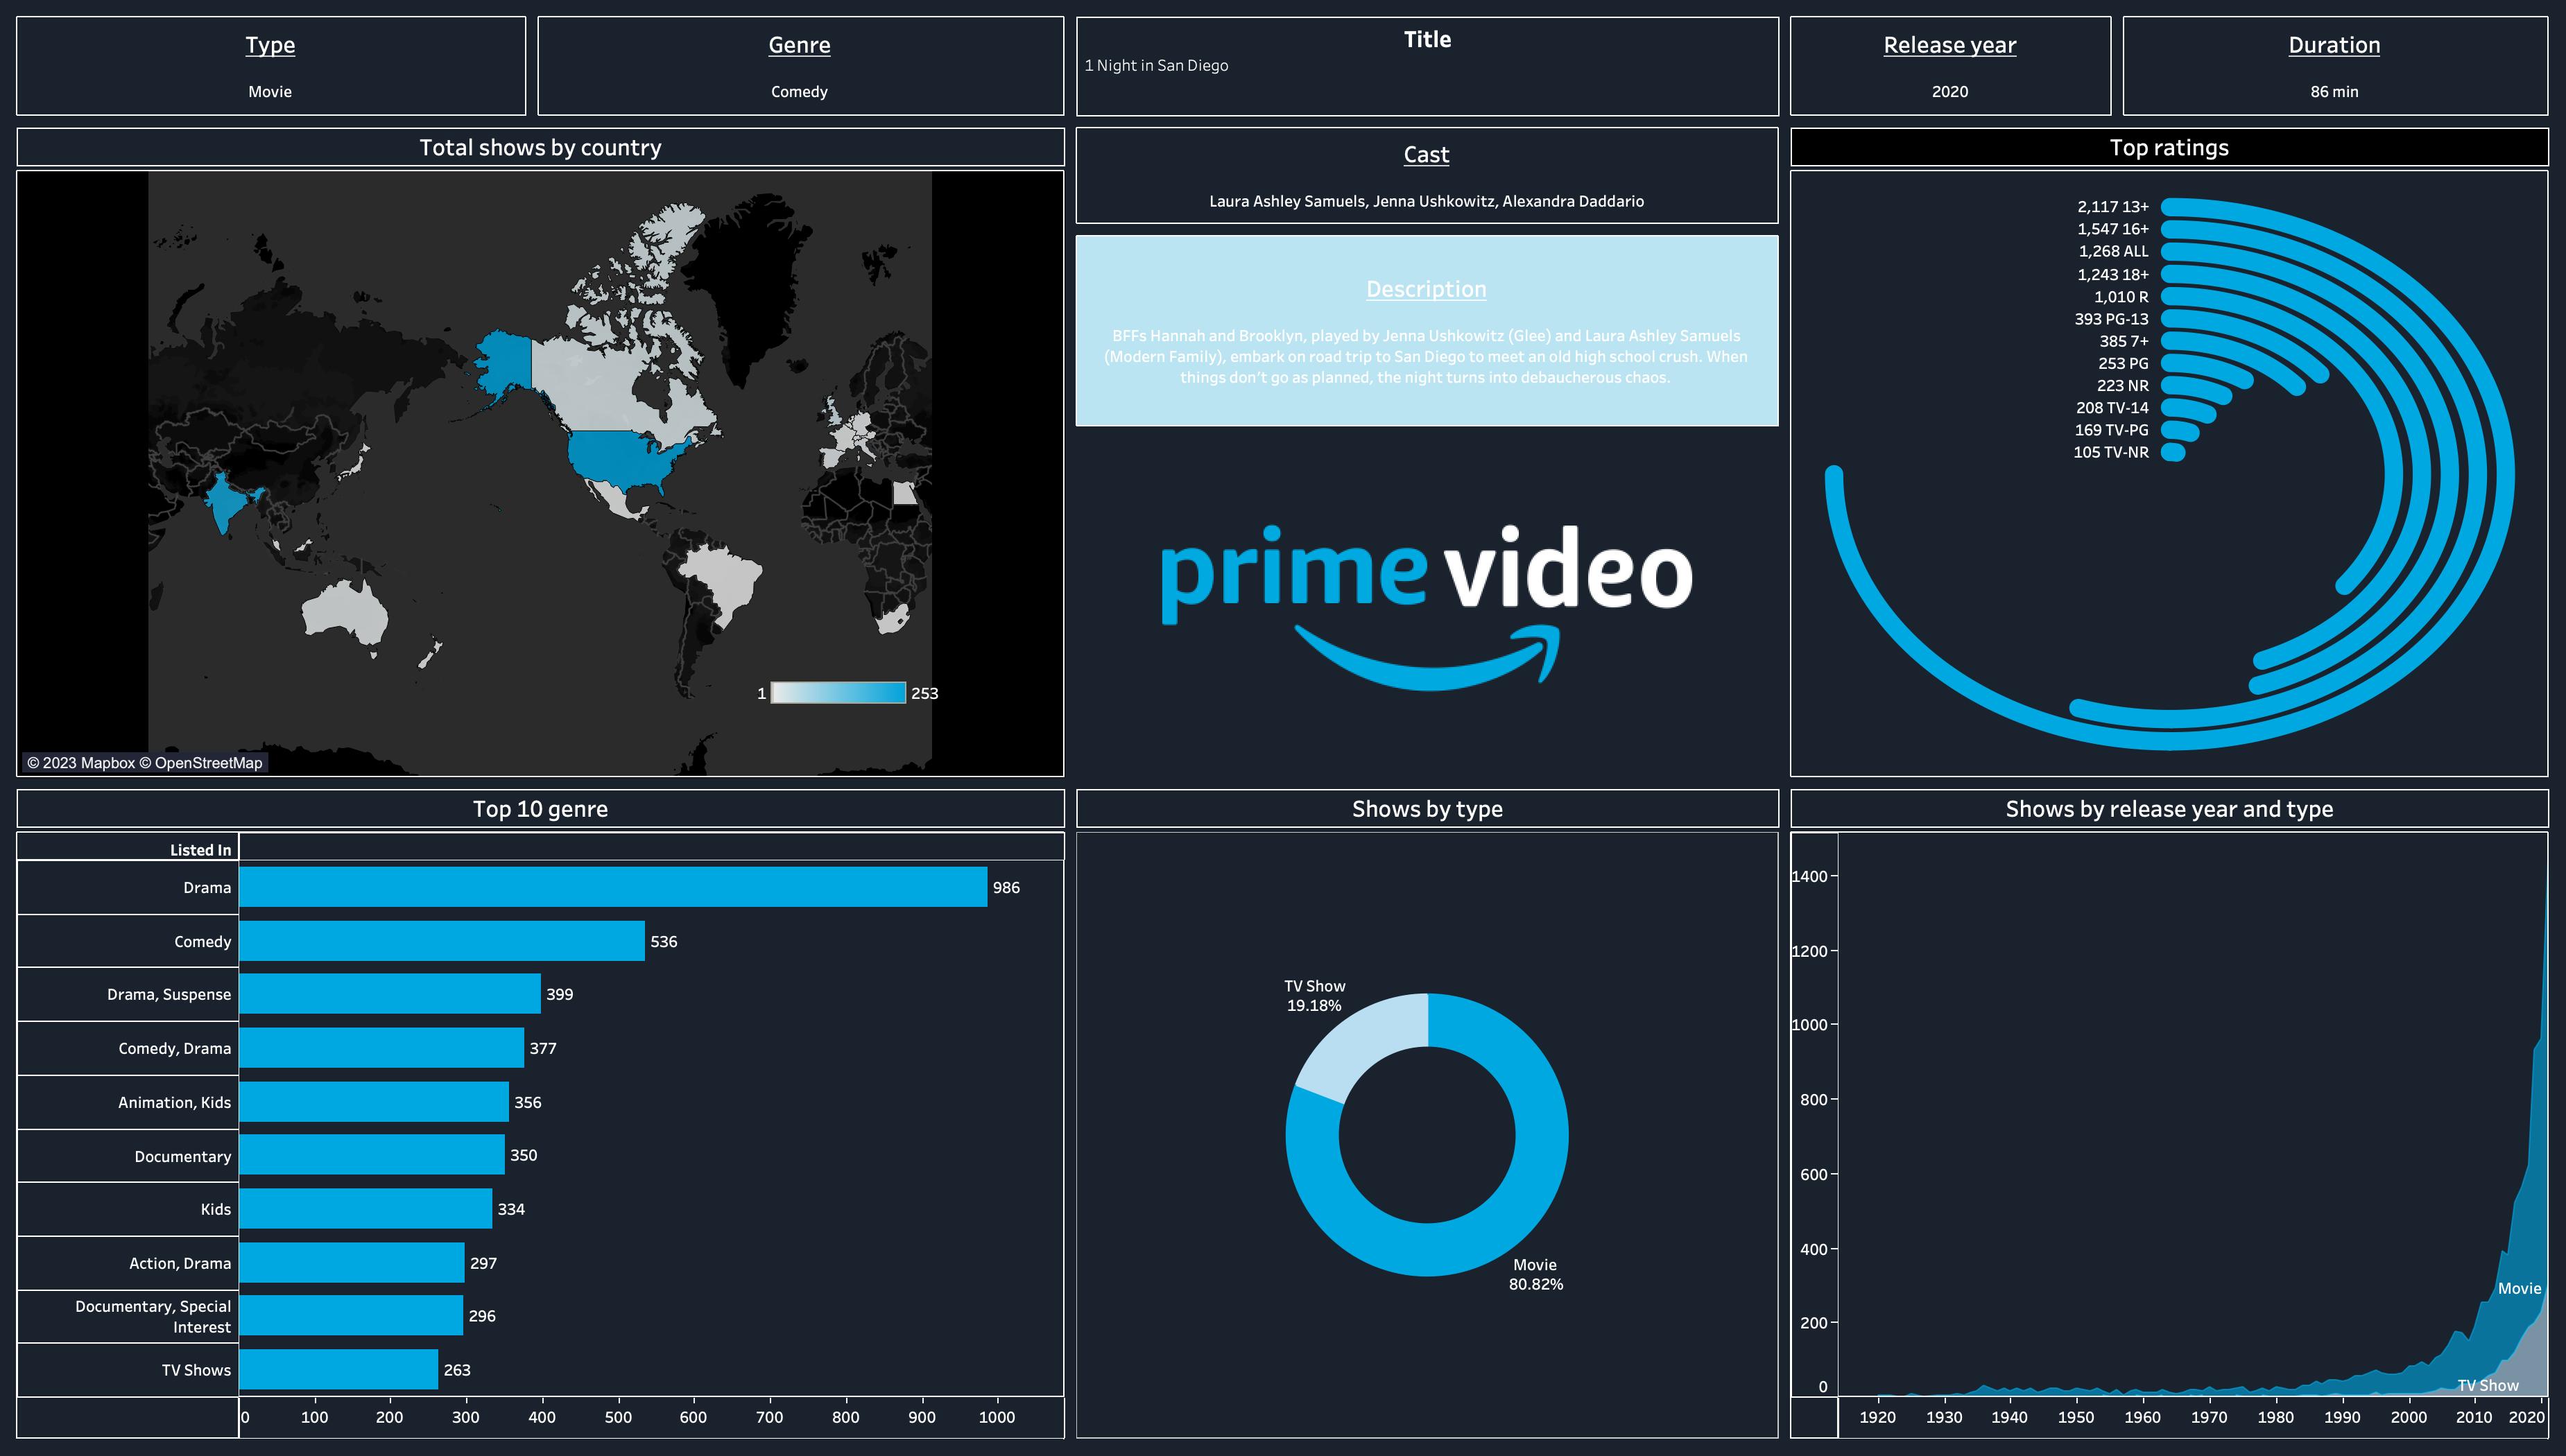 Type
Movie
Genre
Comedy
Title
1 Night in San Diego
Release year
2020
Duration
86 min
Total shows by country
1
253
© 2023 Mapbox © OpenStreetMap
Cast
Laura Ashley Samuels, Jenna Ushkowitz, Alexandra Daddario
Description
BFFs Hannah and Brooklyn, played by Jenna Ushkowitz (Glee) and Laura Ashley Samuels
(Modern Family), embark on road trip to San Diego to meet an old high school crush. When
things don't go as planned, the night turns into debaucherous chaos.
prime video
Top ratings
2,117 13+
1,547 16+
1,268 ALL
1,243 18+
1,010 R
393 PG-13
385 7+
253 PG
223 NR
208 TV-14
169 TV-PG
105 TV-NR
Top 10 genre
Listed In
Drama 986
Comedy 536
Drama, Suspense 399
Comedy, Drama 377
Animation, Kids 356
Documentary 350
Kids 334
Action, Drama 297
Documentary, Special
Interest 296
TV Shows 263
0 100 200 300 400 500 600 700 800 900 1000
Shows by type
TV Show
19.18%
Movie
80.82%
Shows by release year and type
1400
1200
1000
800
600
400
200
0
Movie
TV Show
1920 1930 1940 1950 1960 1970 1980 1990 2000 2010 2020